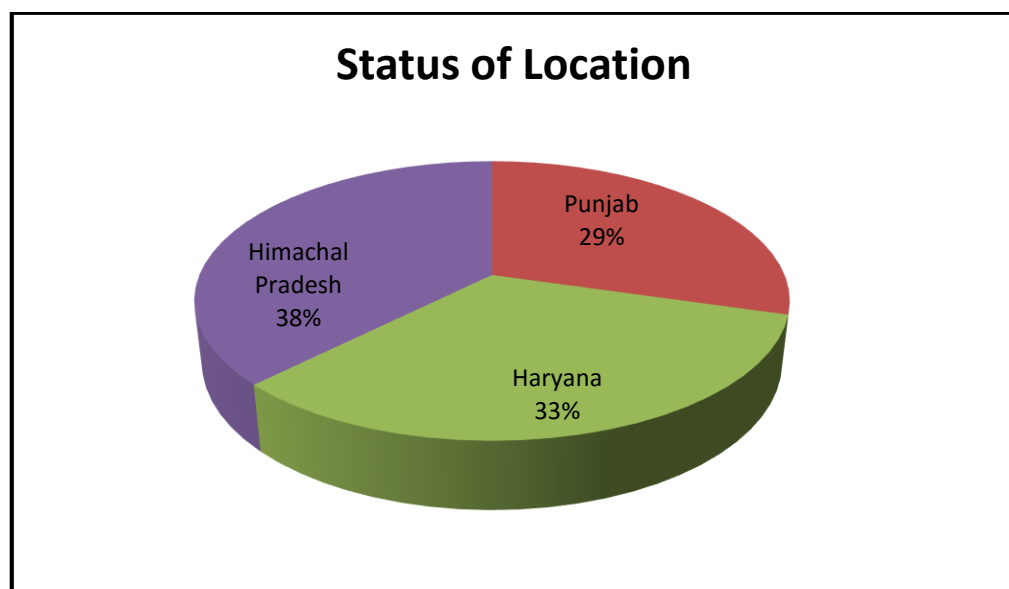 Status of Location
Punjab
29%
Himachal
Pradesh
38%
Haryana
33%